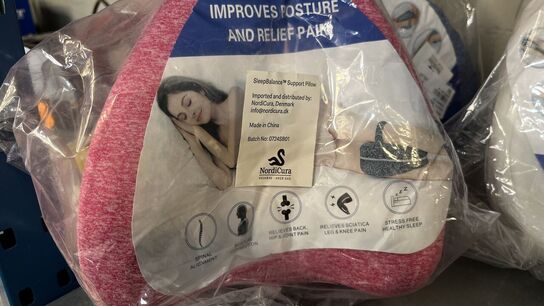 IMPROVES POSTURE
AND RELIEF PAIN
SleepBalance™ Support Pillow
Imported and distributed by:
NordiCura, Denmark
info@nordicura.dk
Made in China
Batch No: 07245801
NordiCura
SPINAL
ALIGNMENT
RELIEVES BACK,
HIP & JOINT PAIN
RELIEVES SCIATICA
LEG & KNEE PAIN
STRESS FREE
HEALTHY SLEEP